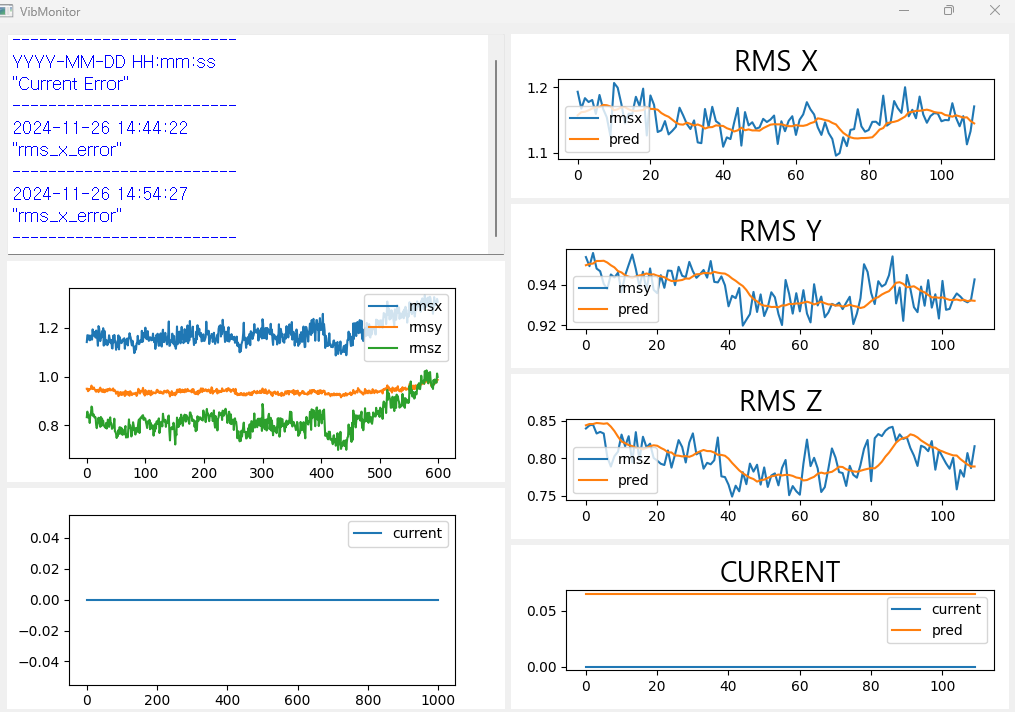 VibMonitor
-------------------------
YYYY-MM-DD HH:mm:ss
"Current Error"
-------------------------
2024-11-26 14:44:22
"rms_x_error"
-------------------------
2024-11-26 14:54:27
"rms_x_error"
-------------------------
1.2
1.0
0.8
0 100 200 300 400 500 600
rmsx
rmsy
rmsz
0.04
0.02
0.00
−0.02
−0.04
0 200 400 600 800 1000
current
RMS X
1.2
1.1
0 20 40 60 80 100
rmsx
pred
RMS Y
0.94
0.92
0 20 40 60 80 100
rmsy
pred
RMS Z
0.85
0.80
0.75
0 20 40 60 80 100
rmsz
pred
CURRENT
0.05
0.00
0 20 40 60 80 100
current
pred